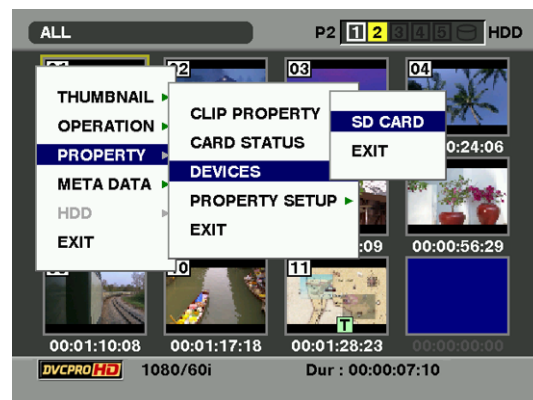 ALL
P2 1 2 3 4 5 HDD
02
03
04
THUMBNAIL
OPERATION
PROPERTY
META DATA
HDD
EXIT
CLIP PROPERTY
CARD STATUS
DEVICES
PROPERTY SETUP
EXIT
SD CARD
EXIT
0:24:06
:09
00:00:56:29
10
11
T
00:01:10:08
00:01:17:18
00:01:28:23
00:00:00:00
DVCPRO HD
1080/60i
Dur : 00:00:07:10